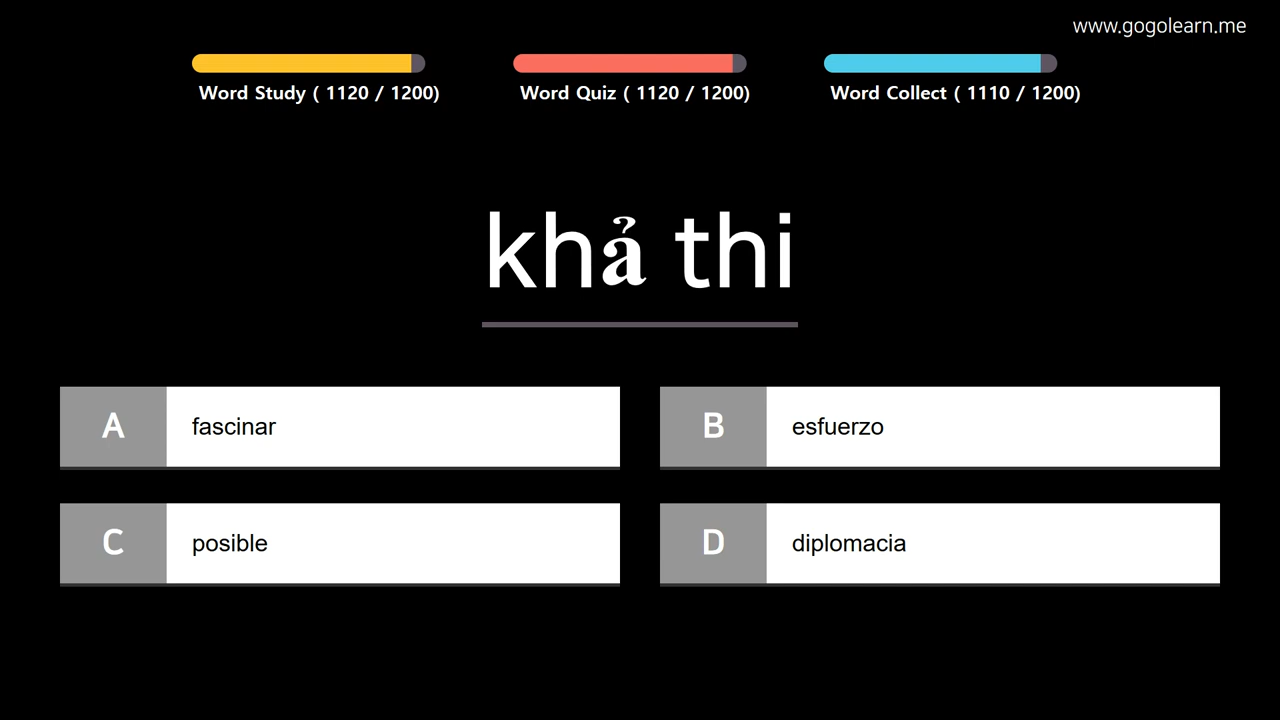 www.gogolearn.me
Word Study ( 1120 / 1200)
Word Quiz ( 1120 / 1200)
Word Collect ( 1110 / 1200)
khả thi
A fascinar
B esfuerzo
C posible
D diplomacia